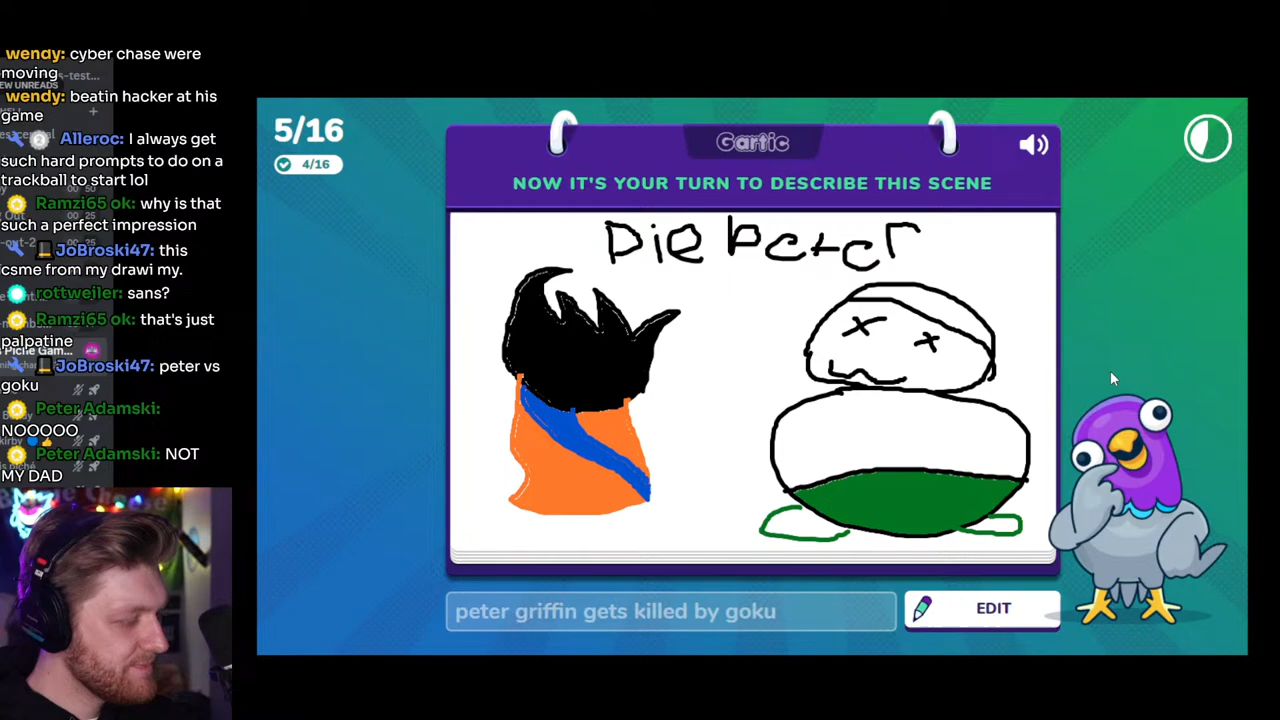 wendy: cyber chase were
moving
wendy: beatin hacker at his
game
Alleroc: I always get
such hard prompts to do on a
trackball to start lol
Ramzi65 ok: why is that
such a perfect impression
JoBroski47: this
csme from my drawi my.
rottweiler: sans?
Ramzi65 ok: that's just
palpatine
JoBroski47: peter vs
goku
Peter Adamski:
NOOOOO
Peter Adamski: NOT
MY DAD
5/16
4/16
Gartic
NOW IT'S YOUR TURN TO DESCRIBE THIS SCENE
Die Peter
peter griffin gets killed by goku
EDIT